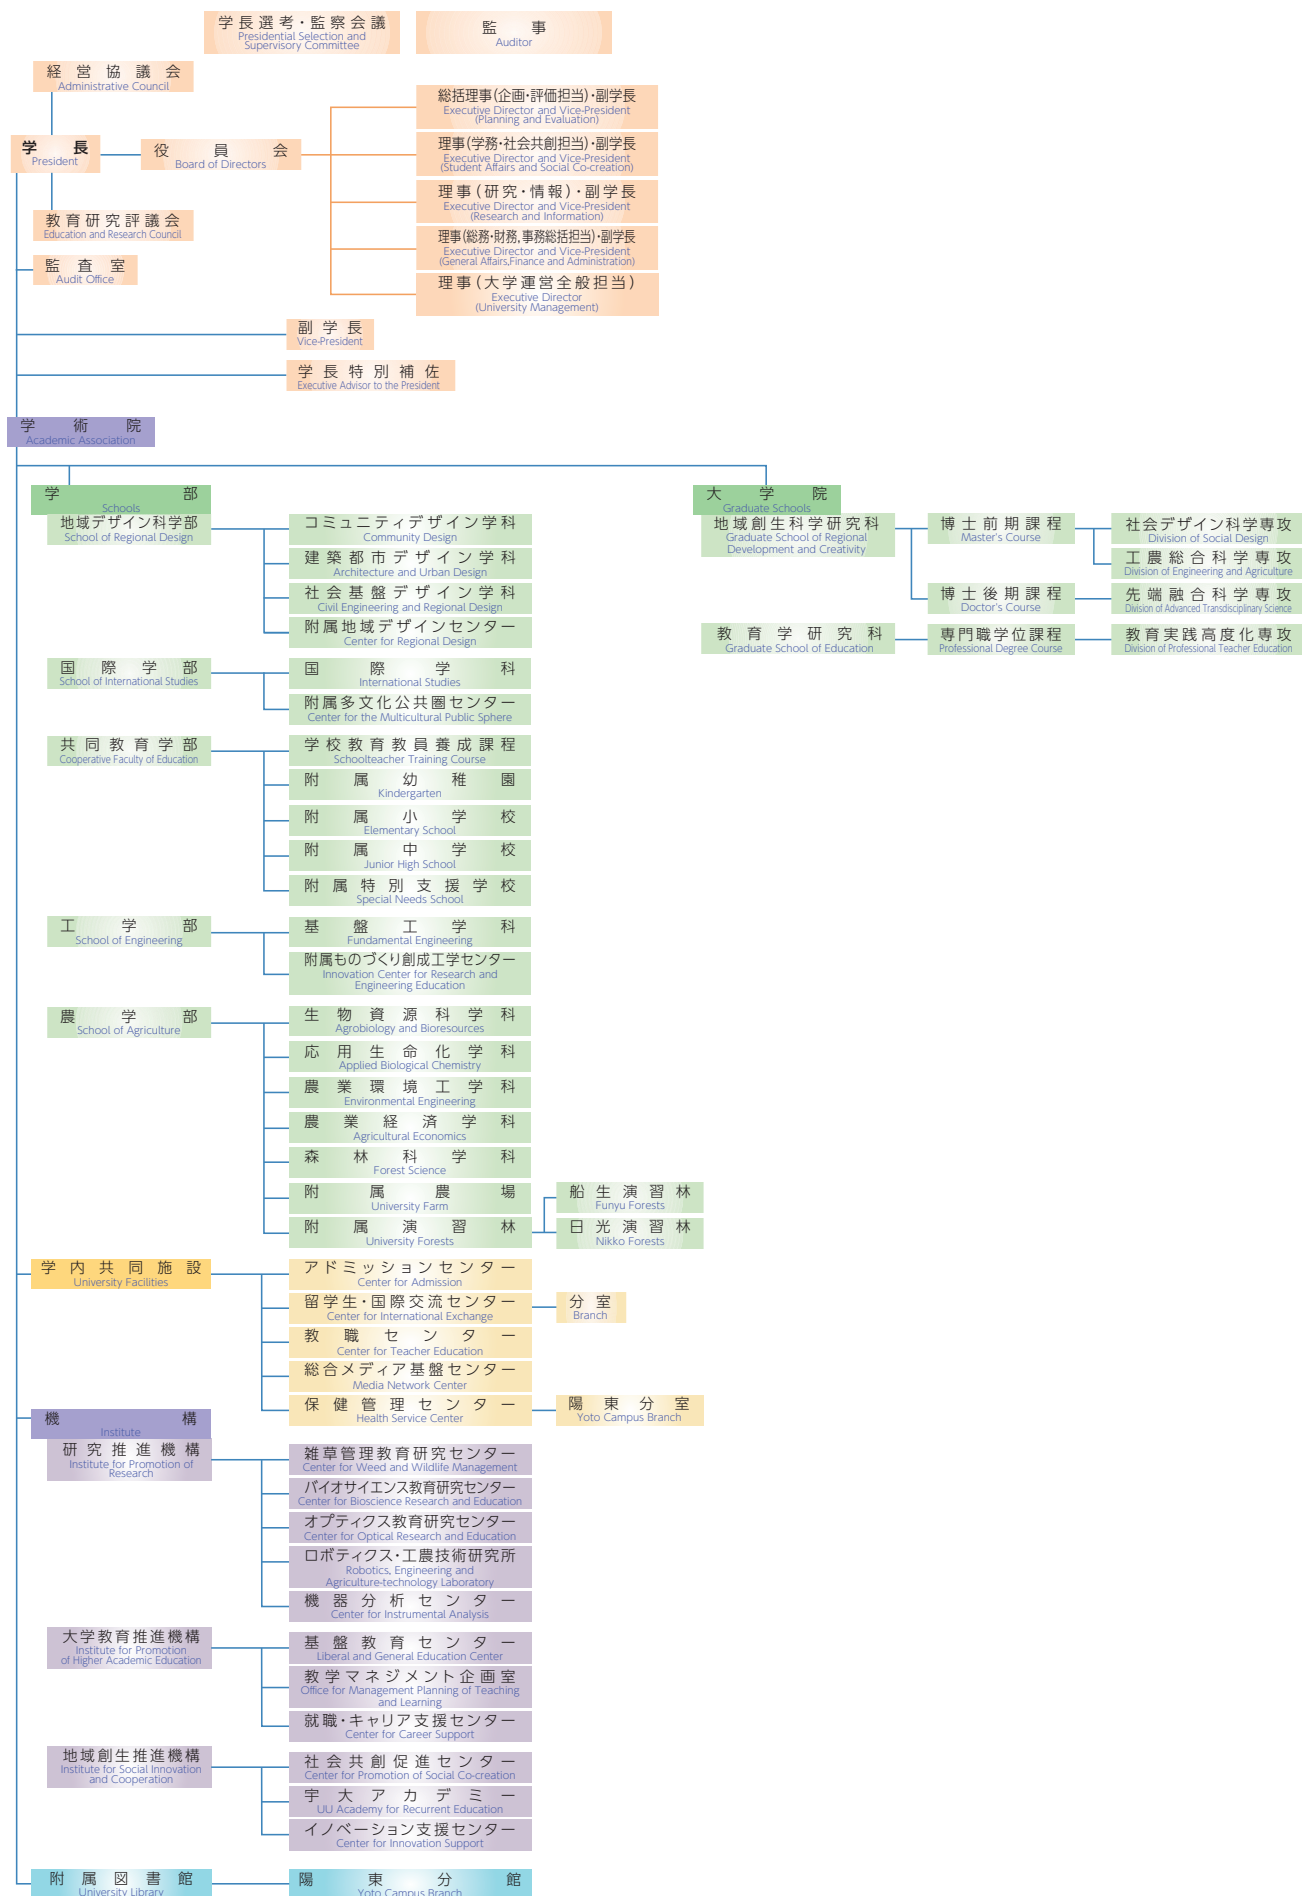 学長選考・監察会議
Presidential Selection and
Supervisory Committee
監事
Auditor
経営協議会
Administrative Council
学長
President
役員会
Board of Directors
教育研究評議会
Education and Research Council
監査室
Audit Office
総括理事(企画・評価担当)・副学長
Executive Director and Vice-President
(Planning and Evaluation)
理事(学務・社会共創担当)・副学長
Executive Director and Vice-President
(Student Affairs and Social Co-creation)
理事(研究・情報)・副学長
Executive Director and Vice-President
(Research and Information)
理事(総務・財務,事務総括担当)・副学長
Executive Director and Vice-President
(General Affairs,Finance and Administration)
理事(大学運営全般担当)
Executive Director
(University Management)
副学長
Vice-President
学長特別補佐
Executive Advisor to the President
学術院
Academic Association
学部
Schools
地域デザイン科学部
School of Regional Design
コミュニティデザイン学科
Community Design
建築都市デザイン学科
Architecture and Urban Design
社会基盤デザイン学科
Civil Engineering and Regional Design
附属地域デザインセンター
Center for Regional Design
国際学部
School of International Studies
国際学科
International Studies
附属多文化公共圏センター
Center for the Multicultural Public Sphere
共同教育学部
Cooperative Faculty of Education
学校教育教員養成課程
Schoolteacher Training Course
附属幼稚園
Kindergarten
附属小学校
Elementary School
附属中学校
Junior High School
附属特別支援学校
Special Needs School
工学部
School of Engineering
基盤工学科
Fundamental Engineering
附属ものづくり創成工学センター
Innovation Center for Research and
Engineering Education
農学部
School of Agriculture
生物資源科学科
Agrobiology and Bioresources
応用生命化学科
Applied Biological Chemistry
農業環境工学科
Environmental Engineering
農業経済学科
Agricultural Economics
森林科学科
Forest Science
附属農場
University Farm
附属演習林
University Forests
船生演習林
Funyu Forests
日光演習林
Nikko Forests
大学院
Graduate Schools
地域創生科学研究科
Graduate School of Regional
Development and Creativity
博士前期課程
Master's Course
社会デザイン科学専攻
Division of Social Design
工農総合科学専攻
Division of Engineering and Agriculture
博士後期課程
Doctor's Course
先端融合科学専攻
Division of Advanced Transdisciplinary Science
教育学研究科
Graduate School of Education
専門職学位課程
Professional Degree Course
教育実践高度化専攻
Division of Professional Teacher Education
学内共同施設
University Facilities
アドミッションセンター
Center for Admission
留学生・国際交流センター
Center for International Exchange
分室
Branch
教職センター
Center for Teacher Education
総合メディア基盤センター
Media Network Center
保健管理センター
Health Service Center
陽東分室
Yoto Campus Branch
機構
Institute
研究推進機構
Institute for Promotion of
Research
雑草管理教育研究センター
Center for Weed and Wildlife Management
バイオサイエンス教育研究センター
Center for Bioscience Research and Education
オプティクス教育研究センター
Center for Optical Research and Education
ロボティクス・工農技術研究所
Robotics, Engineering and
Agriculture-technology Laboratory
機器分析センター
Center for Instrumental Analysis
大学教育推進機構
Institute for Promotion
of Higher Academic Education
基盤教育センター
Liberal and General Education Center
教学マネジメント企画室
Office for Management Planning of Teaching
and Learning
就職・キャリア支援センター
Center for Career Support
地域創生推進機構
Institute for Social Innovation
and Cooperation
社会共創促進センター
Center for Promotion of Social Co-creation
宇大アカデミー
UU Academy for Recurrent Education
イノベーション支援センター
Center for Innovation Support
附属図書館
University Library
陽東分館
Yoto Campus Branch